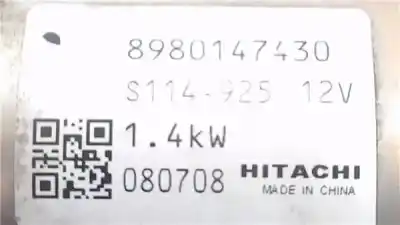 8980147430
S114-925 12V
1.4kW
080708 HITACHI
MADE IN CHINA